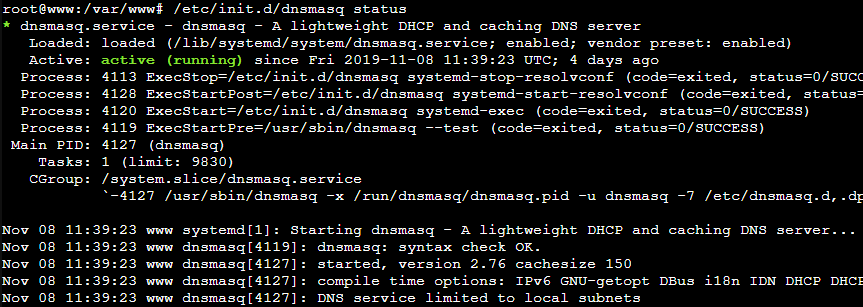 root@www:/var/www# /etc/init.d/dnsmasq status
* dnsmasq.service - dnsmasq - A lightweight DHCP and caching DNS server
   Loaded: loaded (/lib/systemd/system/dnsmasq.service; enabled; vendor preset: enabled)
   Active: active (running) since Fri 2019-11-08 11:39:23 UTC; 4 days ago
  Process: 4113 ExecStop=/etc/init.d/dnsmasq systemd-stop-resolvconf (code=exited, status=0/SUC
  Process: 4128 ExecStartPost=/etc/init.d/dnsmasq systemd-start-resolvconf (code=exited, status
  Process: 4120 ExecStart=/etc/init.d/dnsmasq systemd-exec (code=exited, status=0/SUCCESS)
  Process: 4119 ExecStartPre=/usr/sbin/dnsmasq --test (code=exited, status=0/SUCCESS)
 Main PID: 4127 (dnsmasq)
    Tasks: 1 (limit: 9830)
   CGroup: /system.slice/dnsmasq.service
           `-4127 /usr/sbin/dnsmasq -x /run/dnsmasq/dnsmasq.pid -u dnsmasq -7 /etc/dnsmasq.d,.dp
Nov 08 11:39:23 www systemd[1]: Starting dnsmasq - A lightweight DHCP and caching DNS server...
Nov 08 11:39:23 www dnsmasq[4119]: dnsmasq: syntax check OK.
Nov 08 11:39:23 www dnsmasq[4127]: started, version 2.76 cachesize 150
Nov 08 11:39:23 www dnsmasq[4127]: compile time options: IPv6 GNU-getopt DBus i18n IDN DHCP DHCP
Nov 08 11:39:23 www dnsmasq[4127]: DNS service limited to local subnets